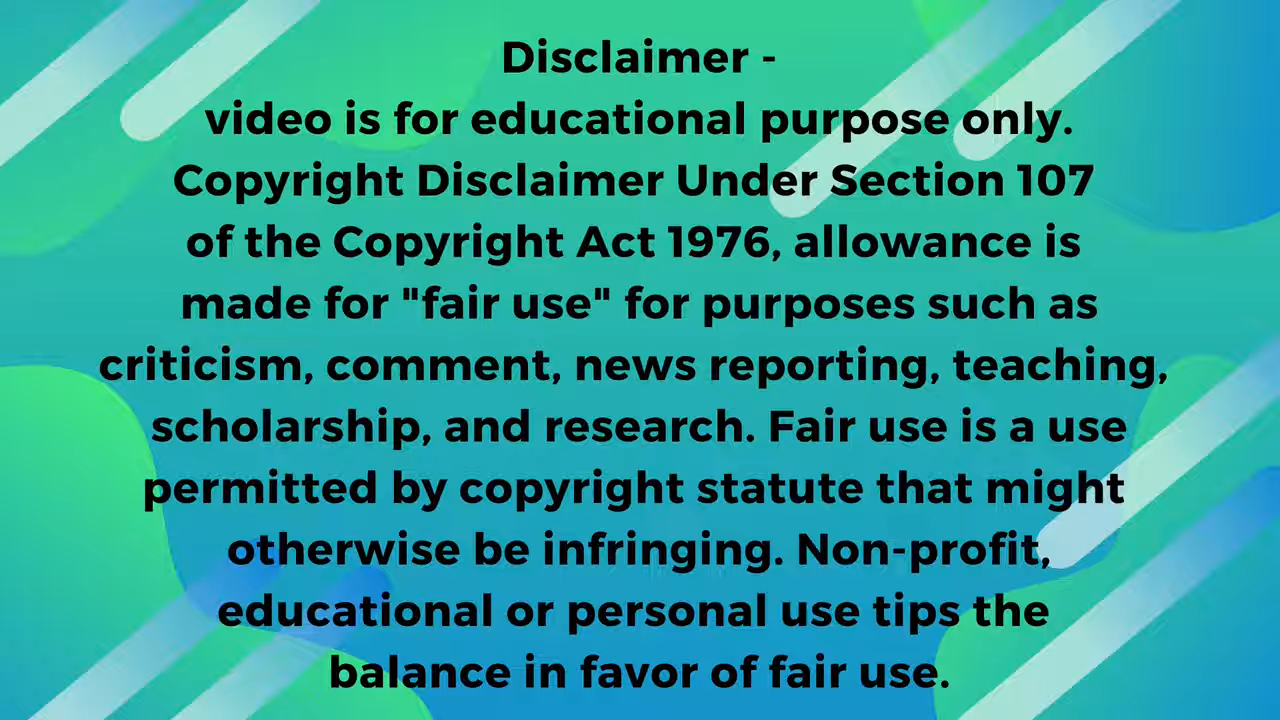 Disclaimer -
video is for educational purpose only.
Copyright Disclaimer Under Section 107
of the Copyright Act 1976, allowance is
made for "fair use" for purposes such as
criticism, comment, news reporting, teaching,
scholarship, and research. Fair use is a use
permitted by copyright statute that might
otherwise be infringing. Non-profit,
educational or personal use tips the
balance in favor of fair use.